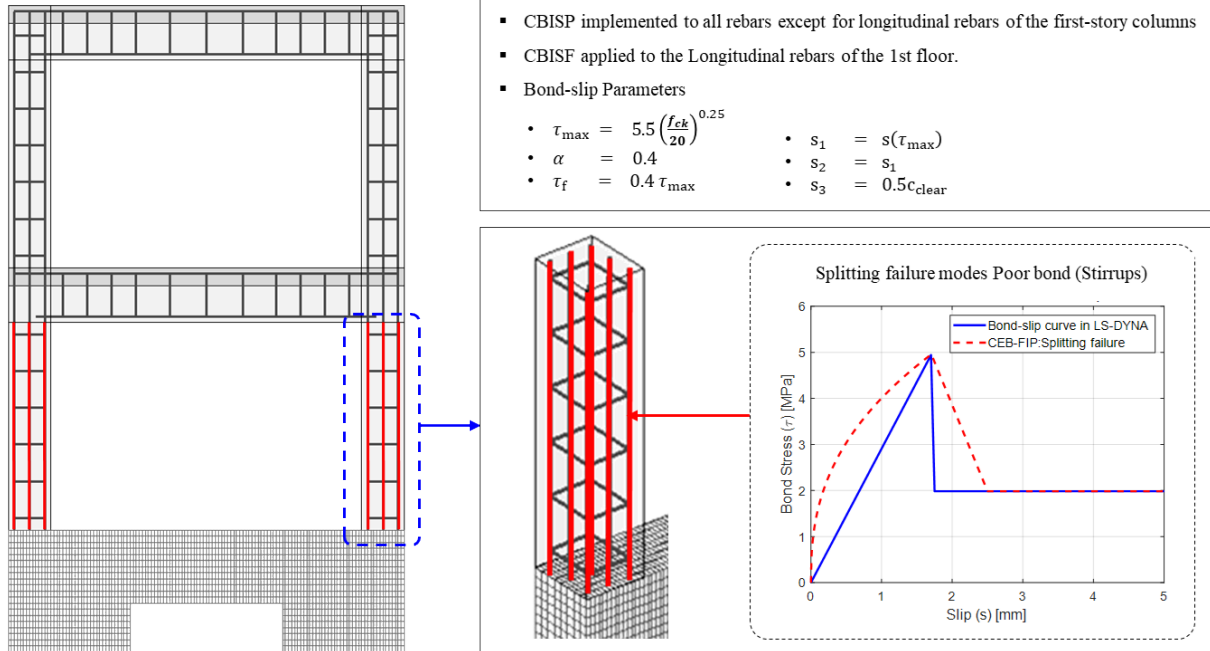 ▪ CBISP implemented to all rebars except for longitudinal rebars of the first-story columns
▪ CBISF applied to the Longitudinal rebars of the 1st floor.
▪ Bond-slip Parameters
• τmax = 5.5 (fck/20)^0.25
• α = 0.4
• τf = 0.4 τmax
• s1 = s(τmax)
• s2 = s1
• s3 = 0.5cclear
Splitting failure modes Poor bond (Stirrups)
Bond-slip curve in LS-DYNA
CEB-FIP:Splitting failure
Bond Stress (τ) [MPa]
6
5
4
3
2
1
0
0 1 2 3 4 5
Slip (s) [mm]